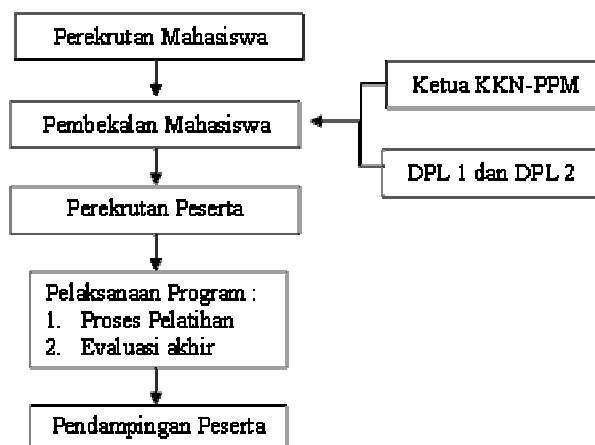 Perekrutan Mahasiswa
Ketua KKN-PPM
Pembekalan Mahasiswa
DPL 1 dan DPL 2
Perekrutan Peserta
Pelaksanaan Program :
1. Proses Pelatihan
2. Evaluasi akhir
Pendampingan Peserta